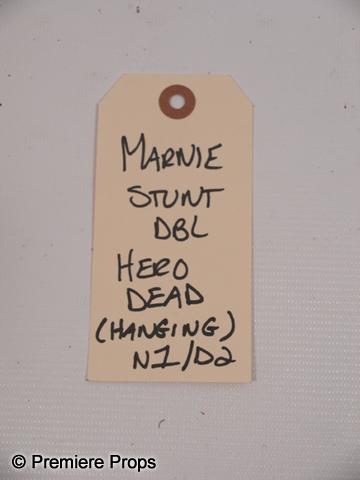 MARNIE
STUNT
DBL
HERO
DEAD
(HANGING)
N1/D2
© Premiere Props